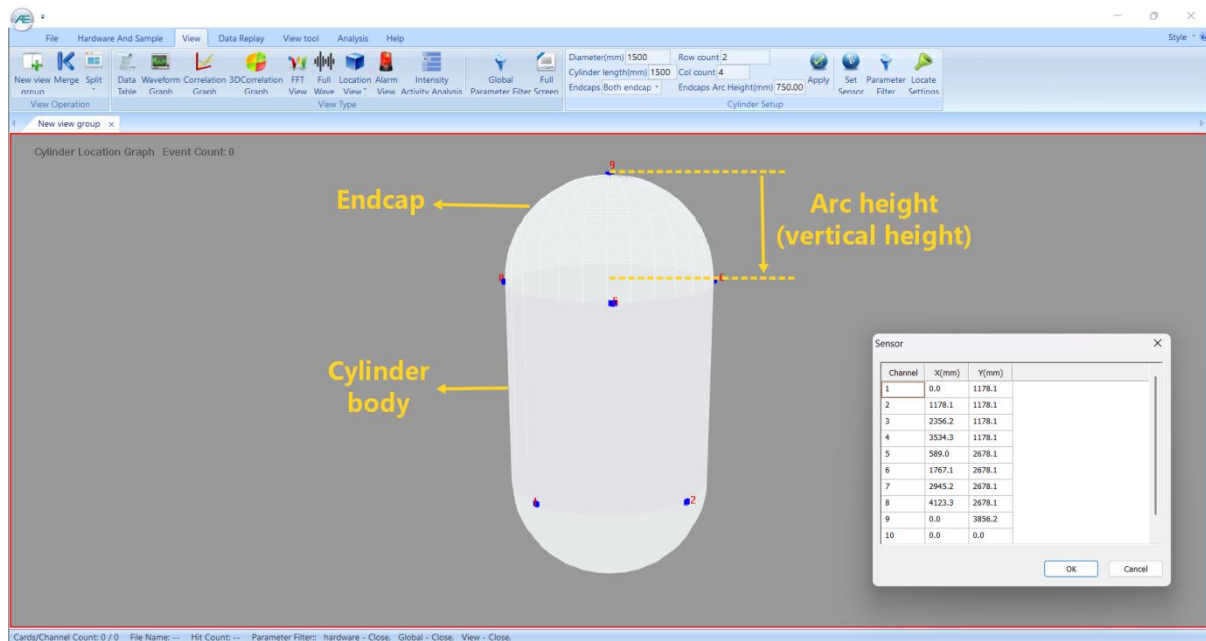 AE
File Hardware And Sample View Data Replay View tool Analysis Help Style
New view group Merge Split
Data Table Waveform Graph Correlation Graph 3DCorrelation Graph FFT View Full Wave Location View Alarm View Intensity Activity Analysis Global Parameter Filter Full Screen
Diameter(mm) 1500 Row count 2
Cylinder length(mm) 1500 Col count 4
Endcaps Both endcap Endcaps Arc Height(mm) 750.00
Apply Set Sensor Parameter Filter Locate Settings
View Operation View Type Cylinder Setup
New view group x
Cylinder Location Graph Event Count: 0
9
Endcap
Arc height
(vertical height)
8
5
Cylinder
body
2
Sensor
Channel X(mm) Y(mm)
1 0.0 1178.1
2 1178.1 1178.1
3 2356.2 1178.1
4 3534.3 1178.1
5 589.0 2678.1
6 1767.1 2678.1
7 2945.2 2678.1
8 4123.3 2678.1
9 0.0 3856.2
10 0.0 0.0
OK Cancel
Cards/Channel Count: 0 / 0 File Name: -- Hit Count: -- Parameter Filter: hardware - Close, Global - Close, View - Close,